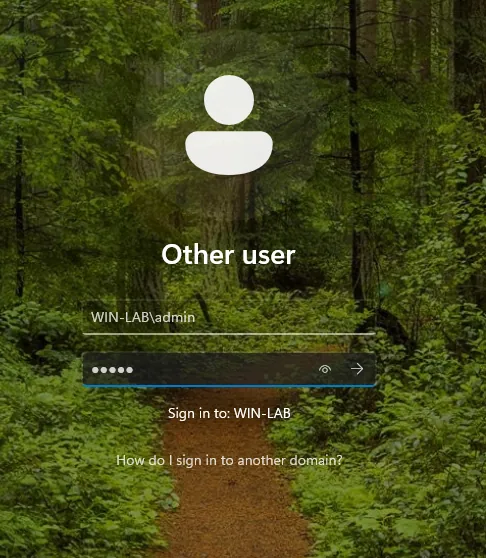 Other user
WIN-LAB\admin
●●●●●
Sign in to: WIN-LAB
How do I sign in to another domain?